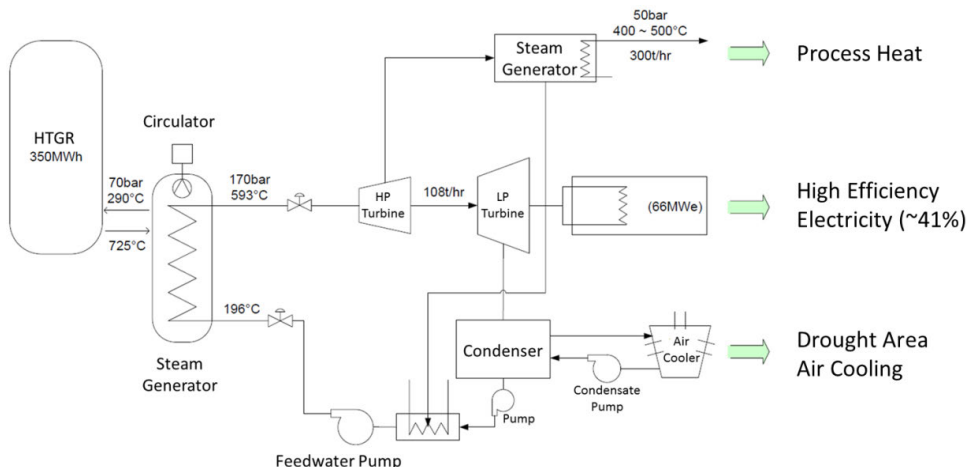 50bar
400 ~ 500°C
300t/hr
Steam
Generator
Process Heat
HTGR
350MWh
Circulator
70bar
290°C
725°C
170bar
593°C
HP
Turbine
108t/hr
LP
Turbine
(66MWe)
High Efficiency
Electricity (~41%)
196°C
Steam
Generator
Condenser
Air
Cooler
Drought Area
Air Cooling
Condensate
Pump
Pump
Feedwater Pump